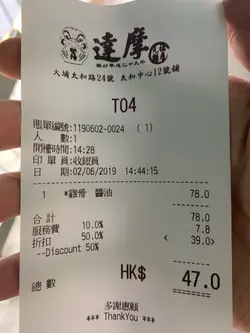 達摩
大埔太和路24號 太和中心12號舖
T04
賬單編號:1190602-0024 (1)
人 數:1
開檯時間:14:28
印單員:收銀員
日期:02/06/2019 14:44:15
1 *雞骨 醬油 78.0
合計 78.0
服務費 10.0% 7.8
折扣 50.0% < 39.0>
--Discount 50%
總數 HK$ 47.0
多謝惠顧
*** ThankYou ***